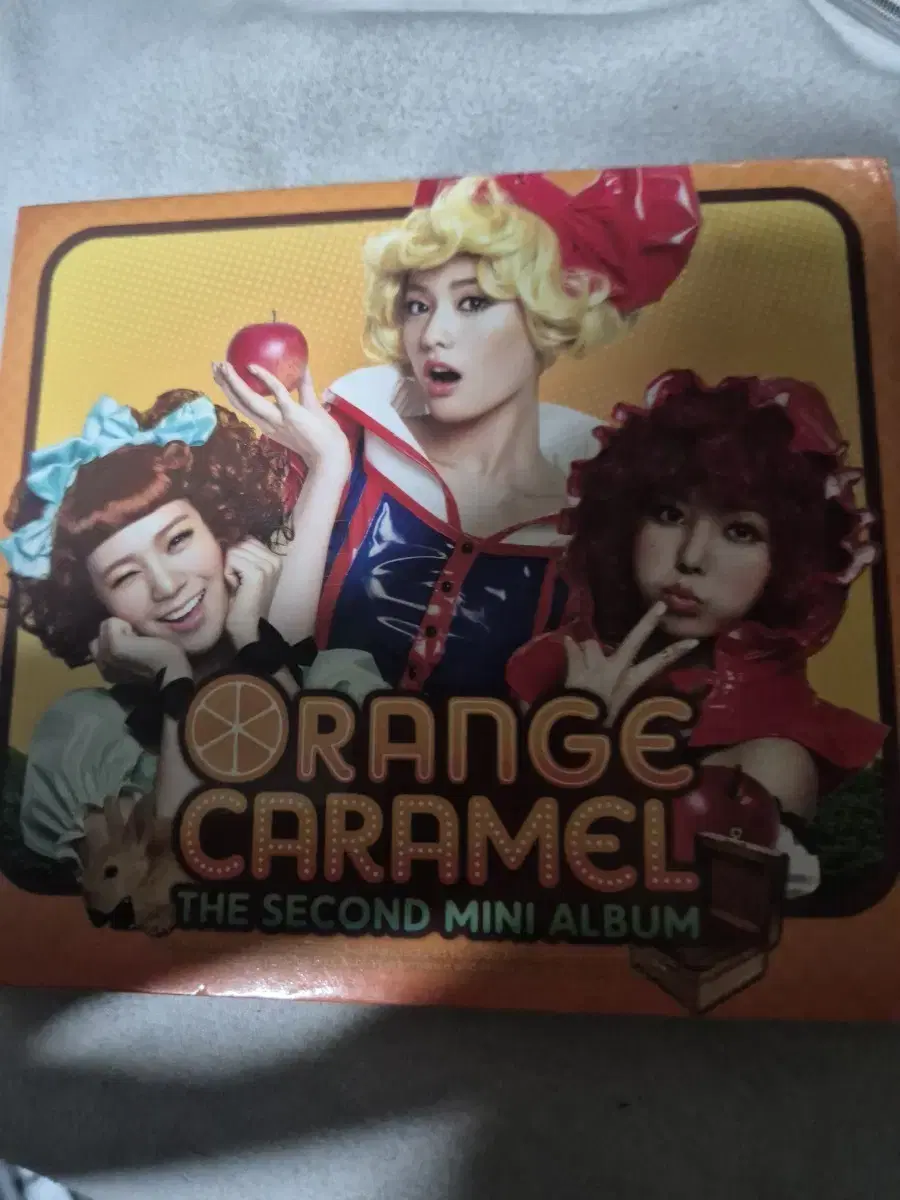 ORANGE
CARAMEL
THE SECOND MINI ALBUM